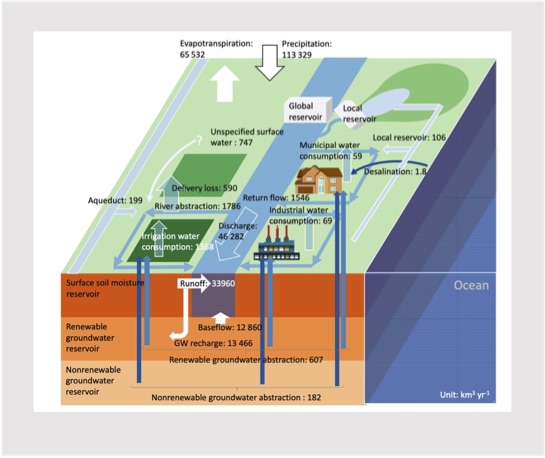 Evapotranspiration:
65 532
Precipitation:
113 329
Global
reservoir
Local
reservoir
Unspecified surface
water : 747
Municipal water
consumption: 59
Local reservoir: 106
Desalination: 1.8
Delivery loss: 590
Aqueduct: 199
River abstraction: 1786
Return flow: 1546
Industrial water
consumption: 69
Discharge:
46 282
Irrigation water
consumption: 1368
Surface soil moisture
reservoir
Runoff: 33960
Ocean
Renewable
groundwater
reservoir
Baseflow: 12 860
GW recharge: 13 466
Renewable groundwater abstraction: 607
Nonrenewable
groundwater
reservoir
Nonrenewable groundwater abstraction : 182
Unit: km³ yr⁻¹
?